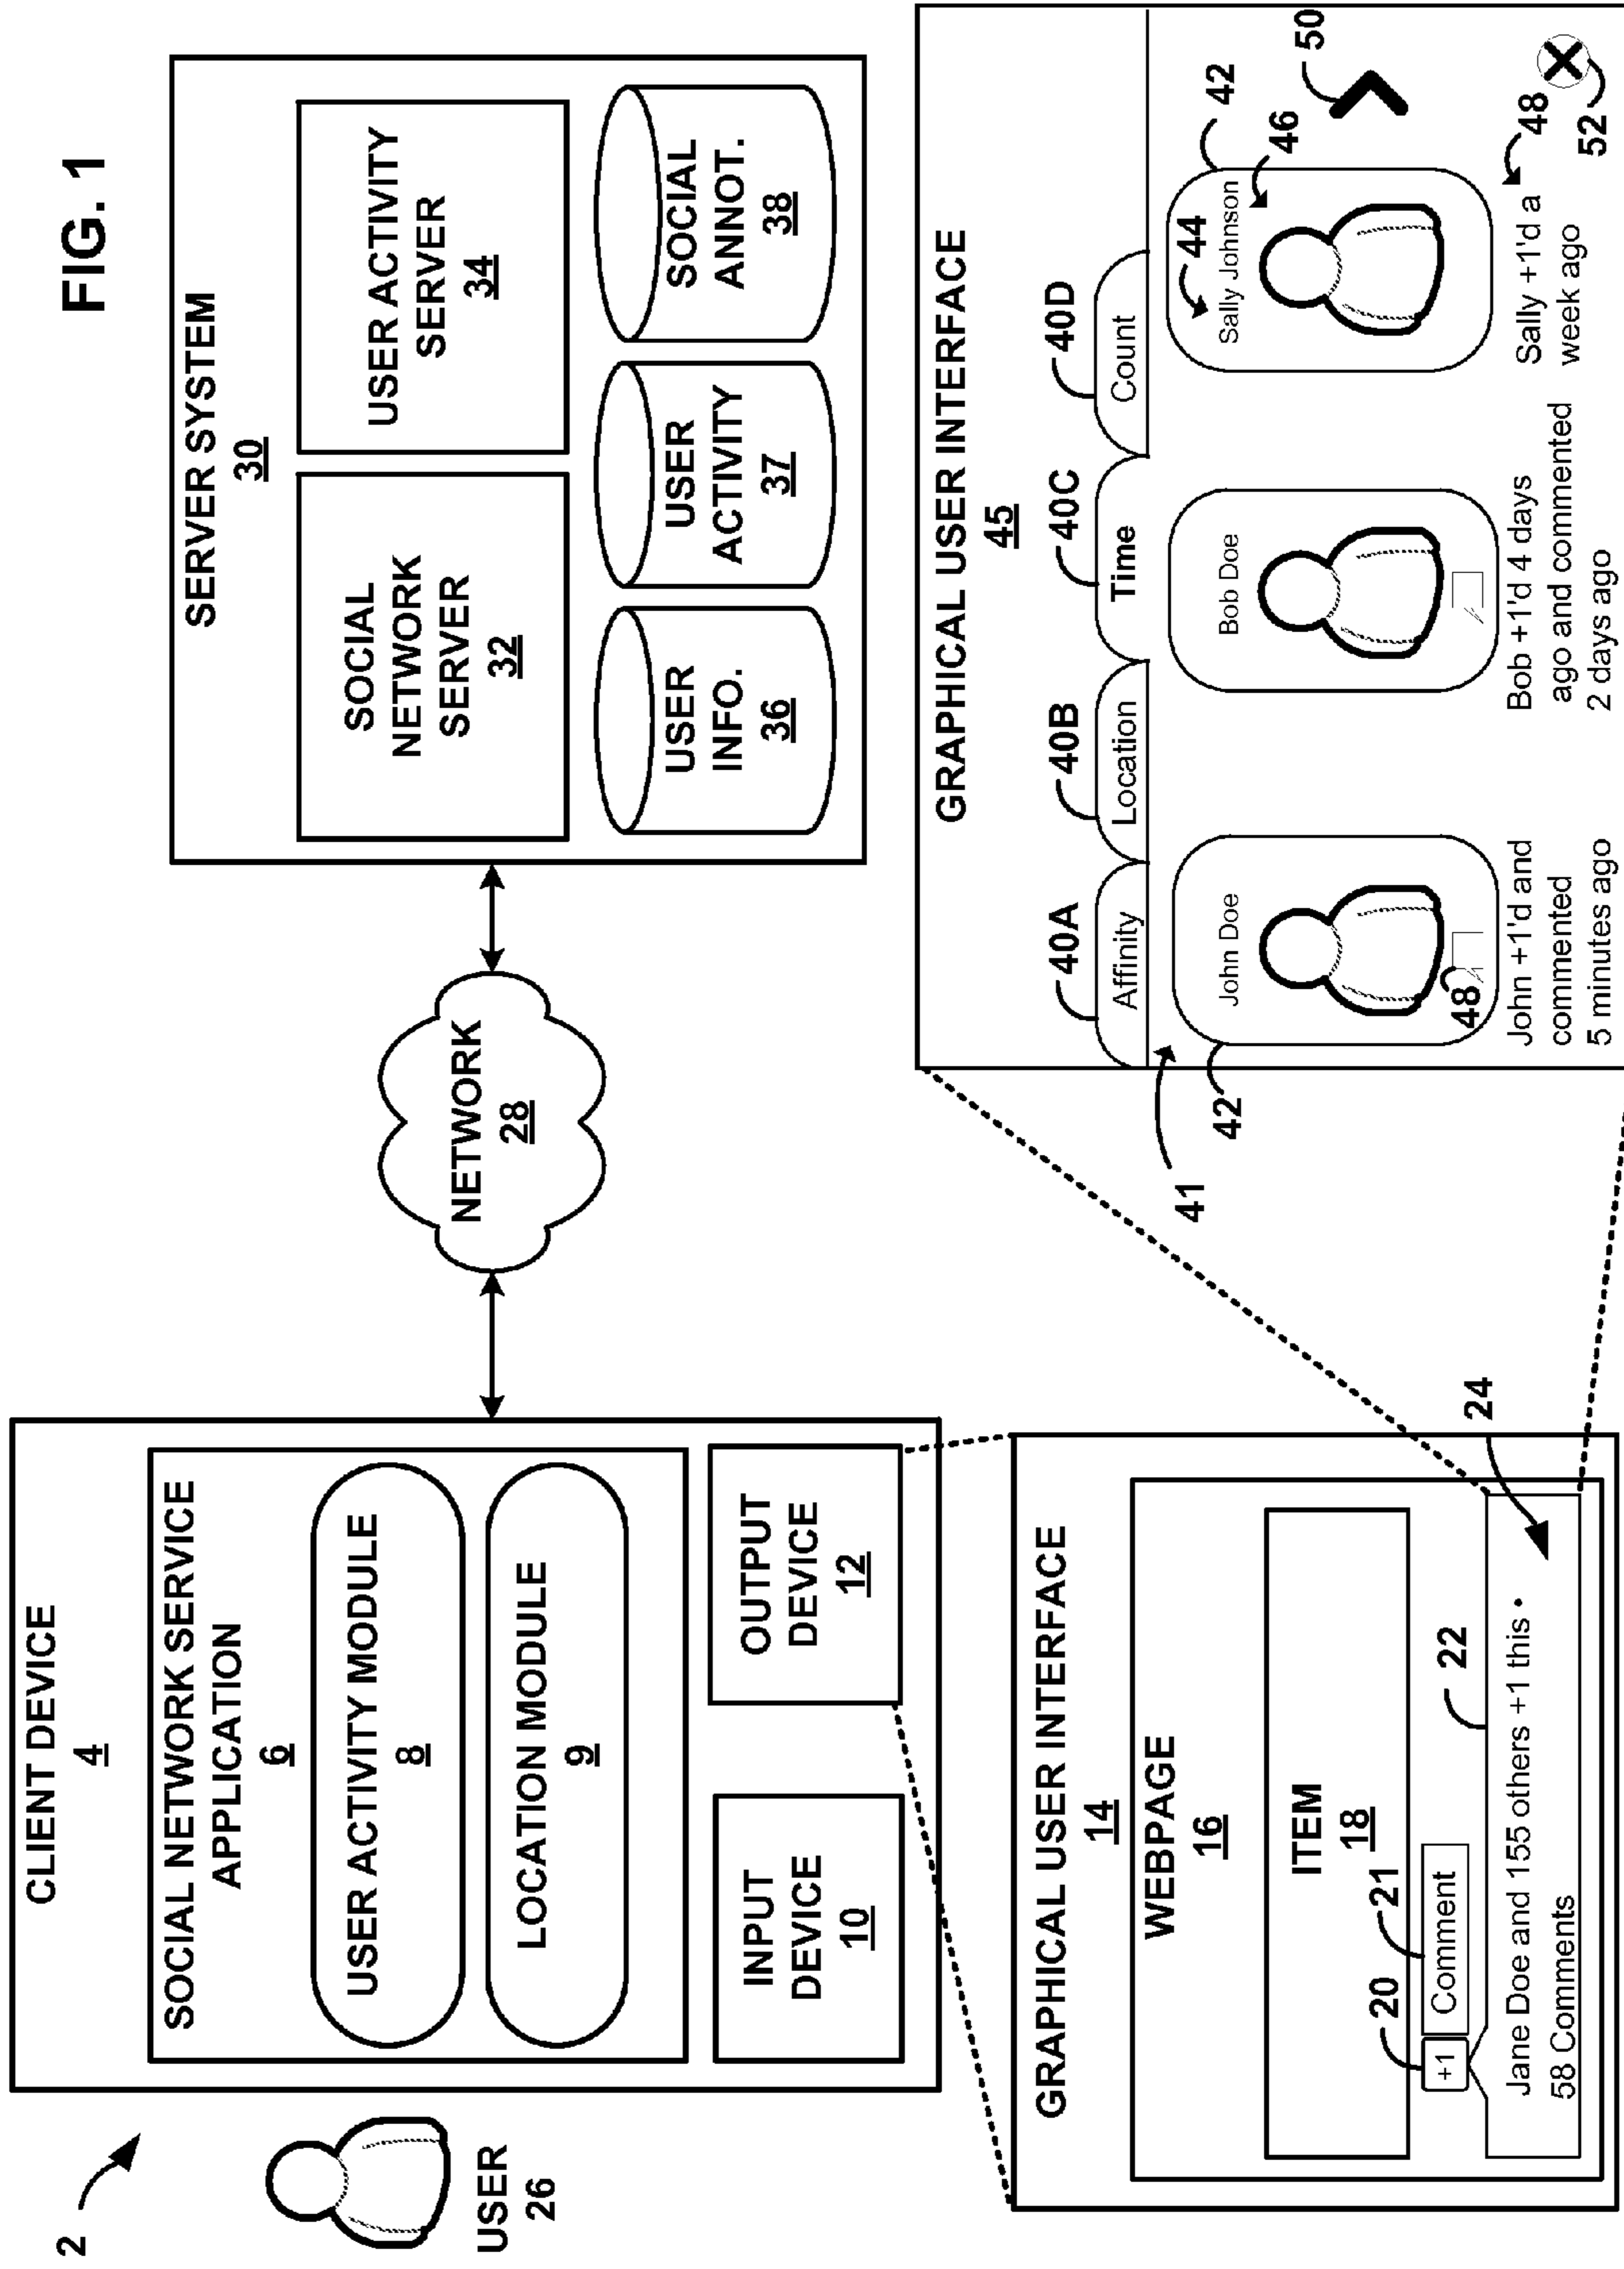 FIG. 1
2
USER
26
CLIENT DEVICE
4
SOCIAL NETWORK SERVICE
APPLICATION
6
USER ACTIVITY MODULE
8
LOCATION MODULE
9
INPUT
DEVICE
10
OUTPUT
DEVICE
12
NETWORK
28
SERVER SYSTEM
30
SOCIAL
NETWORK
SERVER
32
USER ACTIVITY
SERVER
34
USER
INFO.
36
USER
ACTIVITY
37
SOCIAL
ANNOT.
38
GRAPHICAL USER INTERFACE
14
WEBPAGE
16
ITEM
18
20
21
+1
Comment
22
24
Jane Doe and 155 others +1 this •
58 Comments
GRAPHICAL USER INTERFACE
45
40A
40B
40C
40D
Affinity
Location
Time
Count
41
42
44
42
46
50
John Doe
Bob Doe
Sally Johnson
48
48
52
John +1'd and
commented
5 minutes ago
Bob +1'd 4 days
ago and commented
2 days ago
Sally +1'd a
week ago